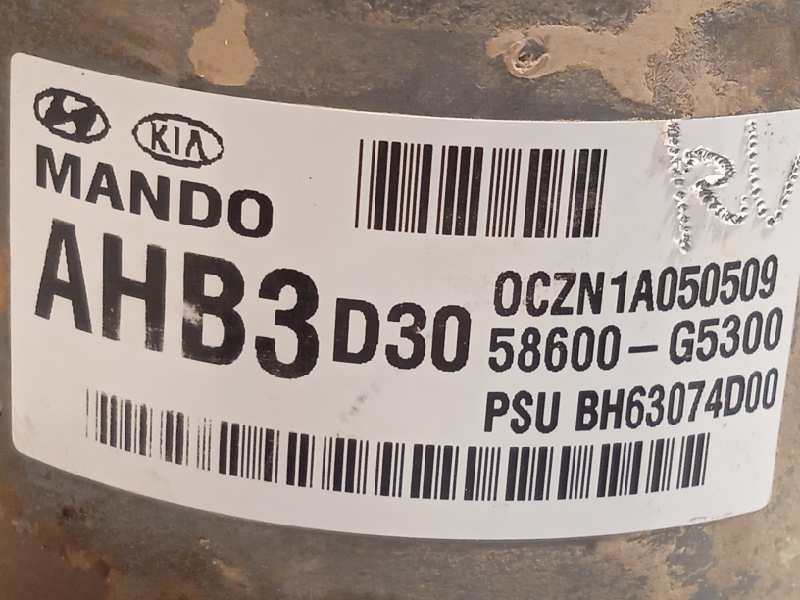 KIA
MANDO
AHB3 D30
OCZN1A050509
58600-G5300
PSU BH63074D00